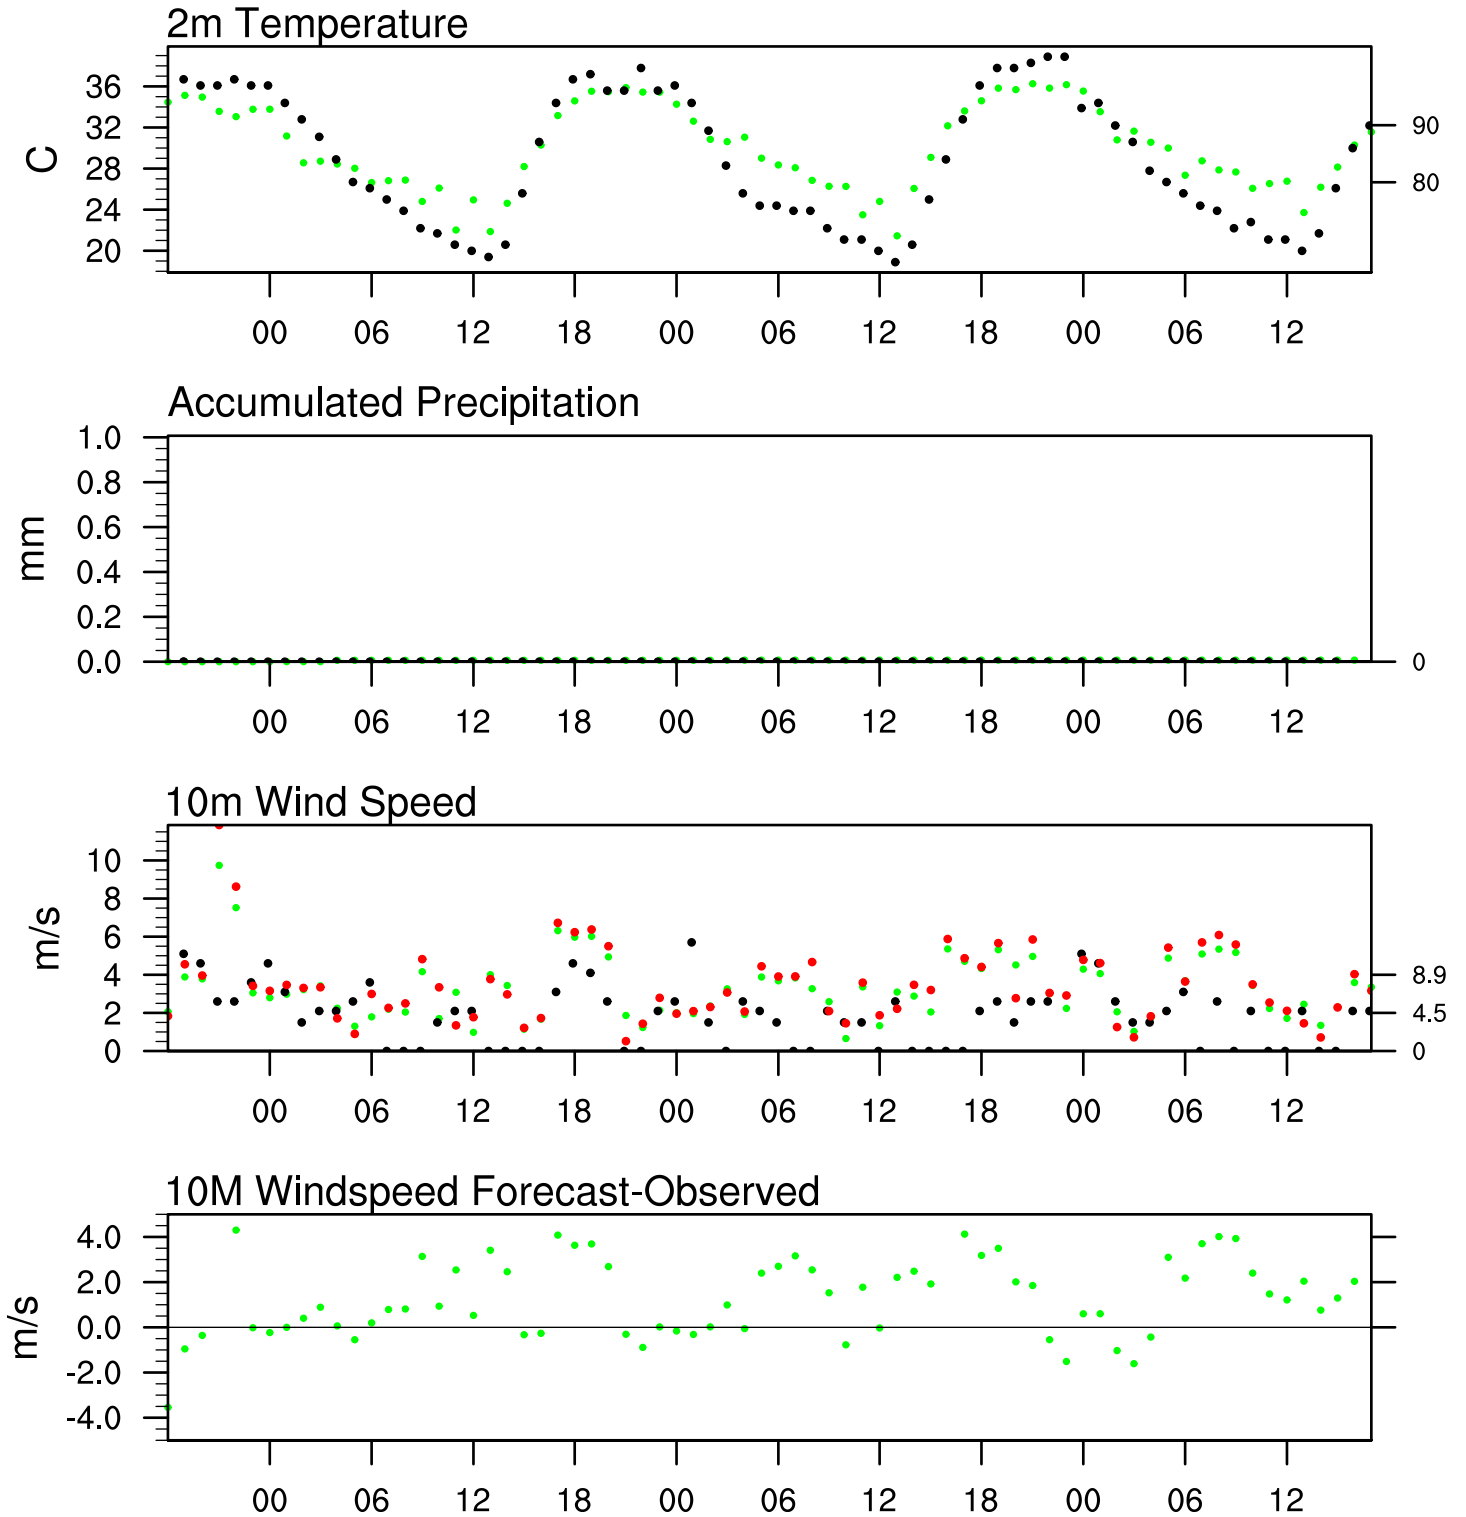 2m Temperature
36
32
28
24
20
C
90
80
00 06 12 18 00 06 12 18 00 06 12
Accumulated Precipitation
1.0
0.8
0.6
0.4
0.2
0.0
mm
0
00 06 12 18 00 06 12 18 00 06 12
10m Wind Speed
10
8
6
4
2
0
m/s
8.9
4.5
0
00 06 12 18 00 06 12 18 00 06 12
10M Windspeed Forecast-Observed
4.0
2.0
0.0
-2.0
-4.0
m/s
00 06 12 18 00 06 12 18 00 06 12